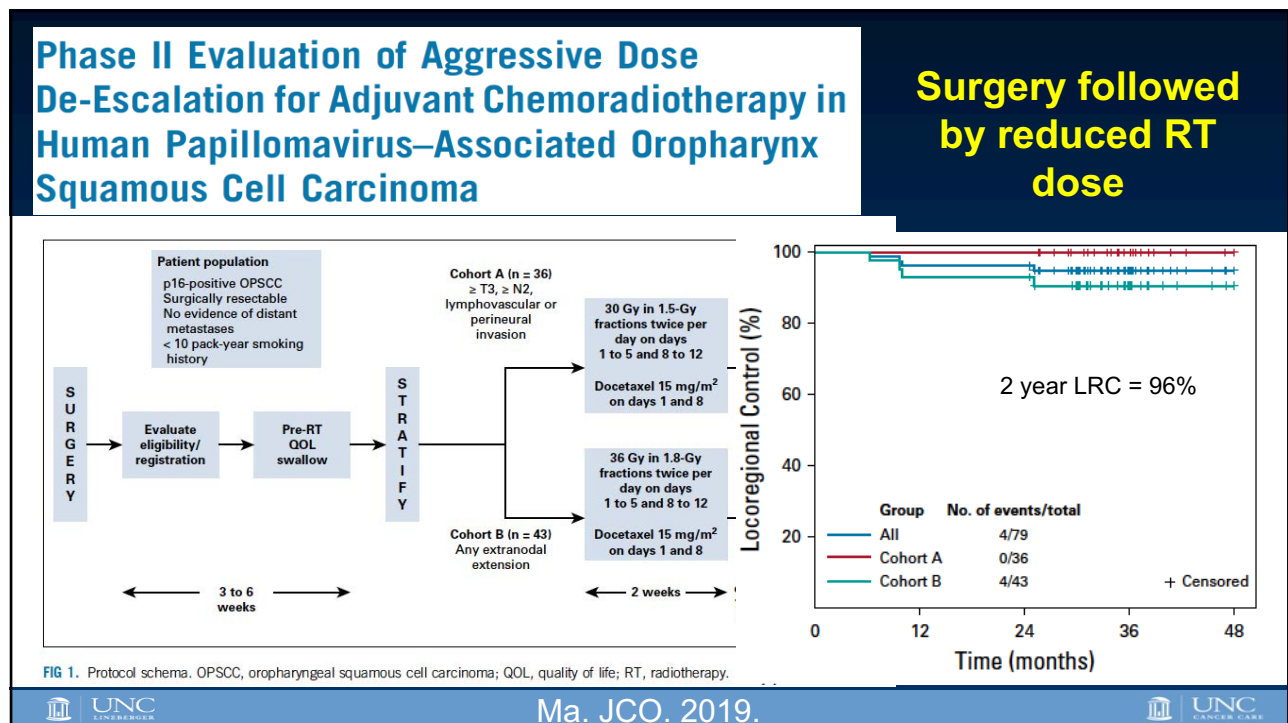 Phase II Evaluation of Aggressive Dose
De-Escalation for Adjuvant Chemoradiotherapy in
Human Papillomavirus–Associated Oropharynx
Squamous Cell Carcinoma
Surgery followed
by reduced RT
dose
Patient population
p16-positive OPSCC
Surgically resectable
No evidence of distant
metastases
< 10 pack-year smoking
history
SURGERY
Evaluate
eligibility/
registration
Pre-RT
QOL
swallow
3 to 6
weeks
STRATIFY
Cohort A (n = 36)
≥ T3, ≥ N2,
lymphovascular or
perineural
invasion
30 Gy in 1.5-Gy
fractions twice per
day on days
1 to 5 and 8 to 12
Docetaxel 15 mg/m²
on days 1 and 8
Cohort B (n = 43)
Any extranodal
extension
36 Gy in 1.8-Gy
fractions twice per
day on days
1 to 5 and 8 to 12
Docetaxel 15 mg/m²
on days 1 and 8
2 weeks
FIG 1. Protocol schema. OPSCC, oropharyngeal squamous cell carcinoma; QOL, quality of life; RT, radiotherapy.
Locoregional Control (%)
100
80
60
40
20
2 year LRC = 96%
Group No. of events/total
All 4/79
Cohort A 0/36
Cohort B 4/43
+ Censored
0 12 24 36 48
Time (months)
UNC
LINEBERGER
Ma. JCO. 2019.
UNC
CANCER CARE